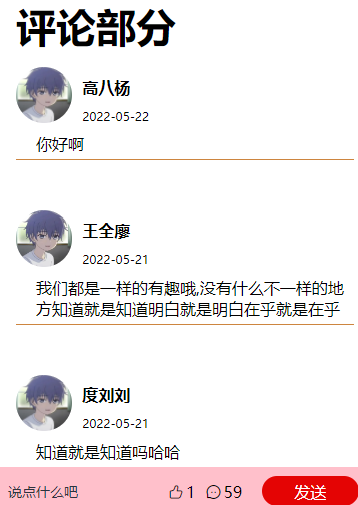 评论部分
高八杨
2022-05-22
你好啊
王全廖
2022-05-21
我们都是一样的有趣哦,没有什么不一样的地
方知道就是知道明白就是明白在乎就是在乎
度刘刘
2022-05-21
知道就是知道吗哈哈
说点什么吧 1 59 发送